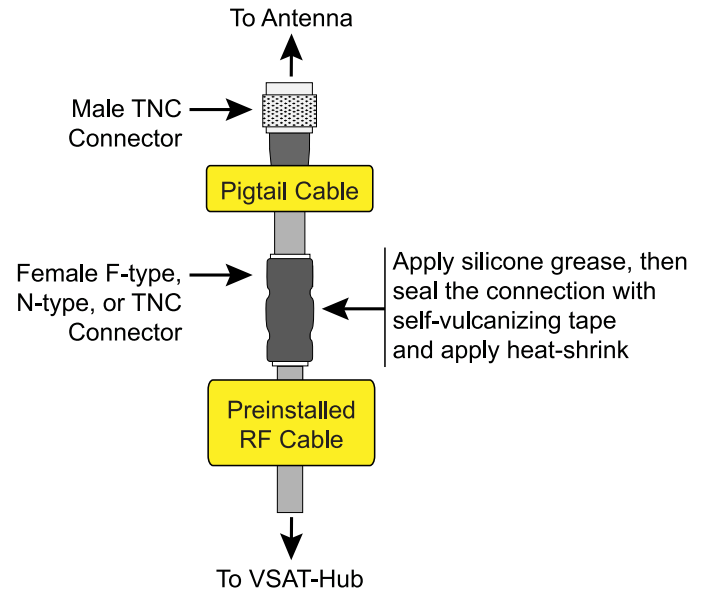 To Antenna
Male TNC
Connector
Pigtail Cable
Female F-type,
N-type, or TNC
Connector
Apply silicone grease, then
seal the connection with
self-vulcanizing tape
and apply heat-shrink
Preinstalled
RF Cable
To VSAT-Hub